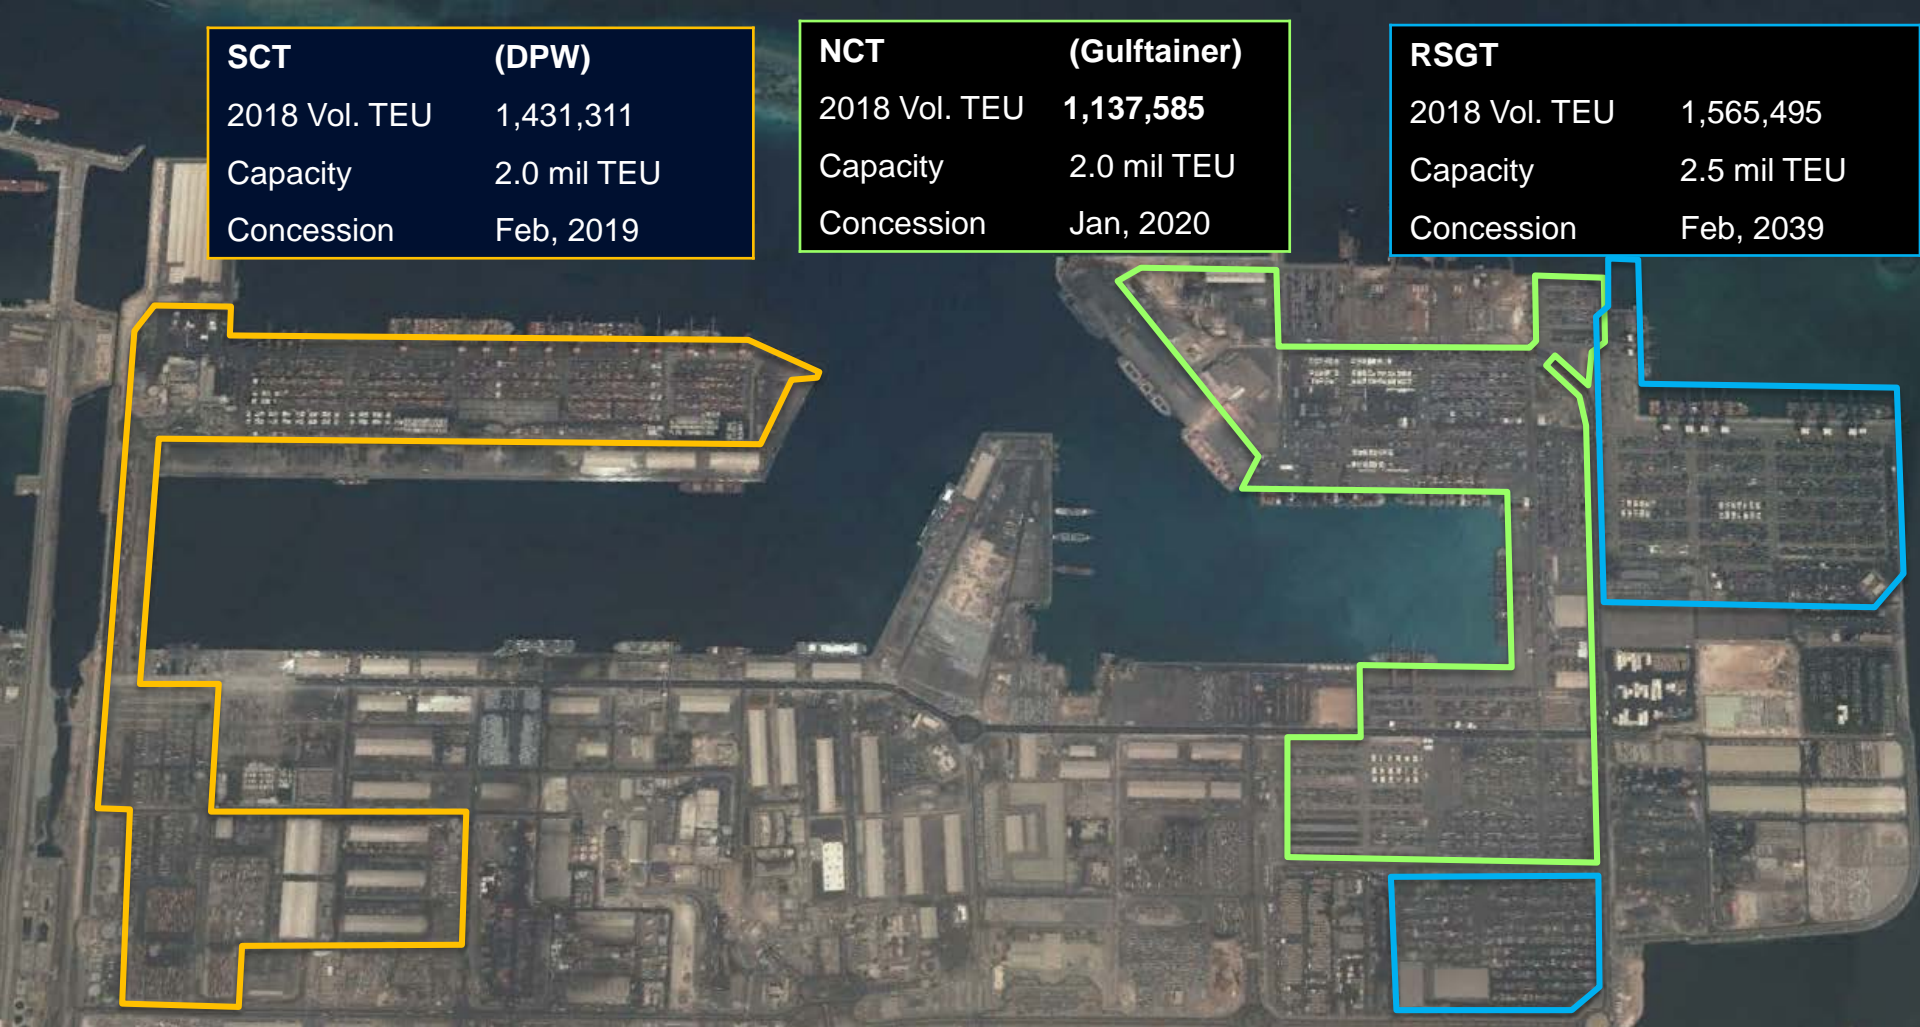 SCT (DPW)
2018 Vol. TEU 1,431,311
Capacity 2.0 mil TEU
Concession Feb, 2019
NCT (Gulftainer)
2018 Vol. TEU 1,137,585
Capacity 2.0 mil TEU
Concession Jan, 2020
RSGT
2018 Vol. TEU 1,565,495
Capacity 2.5 mil TEU
Concession Feb, 2039